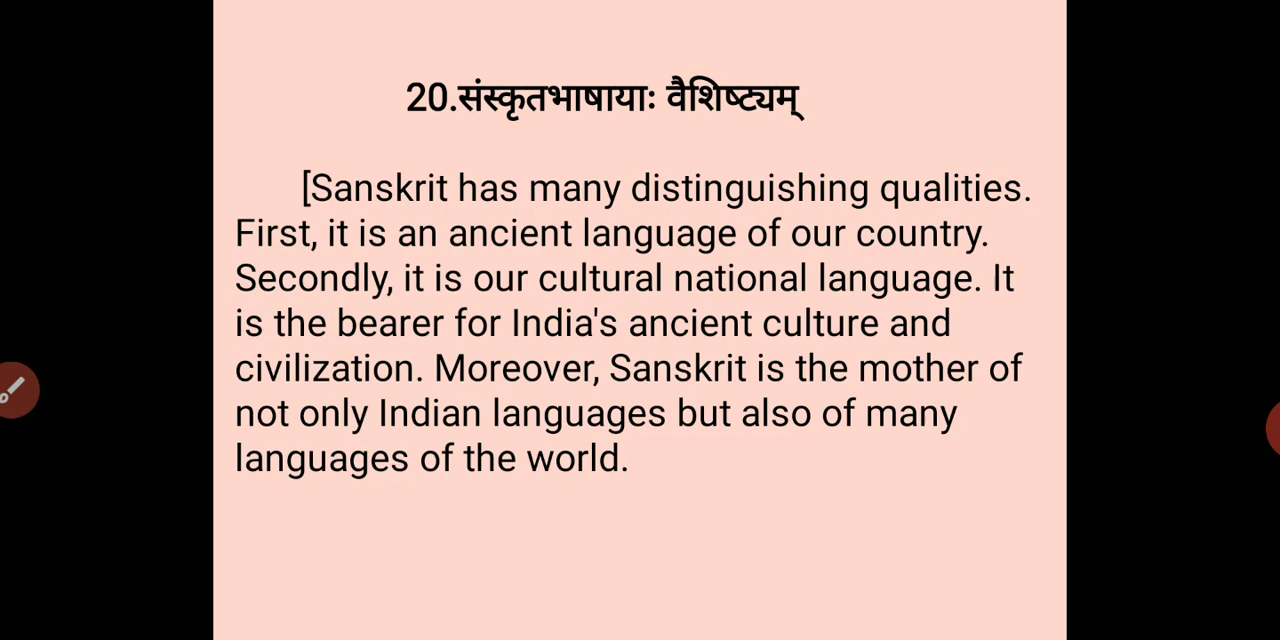 20.संस्कृतभाषायाः वैशिष्ट्यम्
[Sanskrit has many distinguishing qualities.
First, it is an ancient language of our country.
Secondly, it is our cultural national language. It
is the bearer for India's ancient culture and
civilization. Moreover, Sanskrit is the mother of
not only Indian languages but also of many
languages of the world.